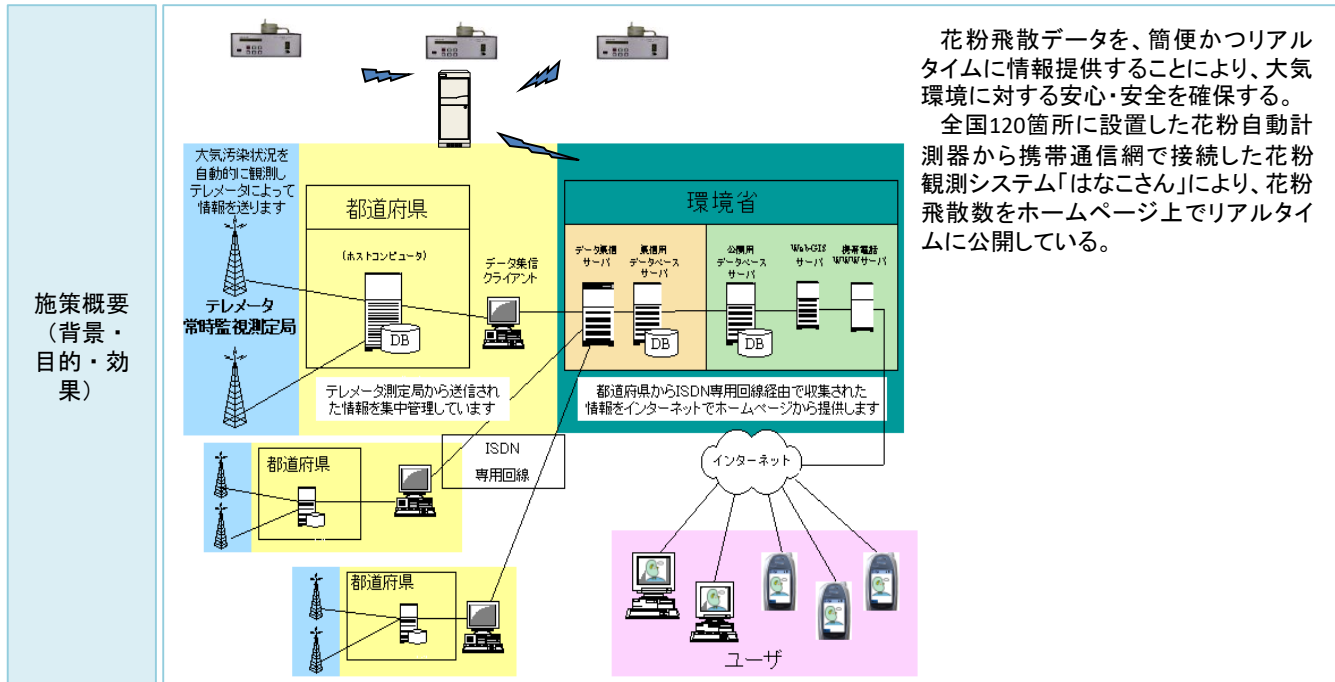 施策概要
（背景・
目的・効
果）
大気汚染状況を
自動的に観測し
テレメータによって
情報を送ります
テレメータ
常時監視測定局
都道府県
(ホストコンピュータ)
DB
データ集信
クライアント
テレメータ測定局から送信され
た情報を集中管理しています
環境省
データ集信
サーバ
集信用
データベース
サーバ
DB
公開用
データベース
サーバ
DB
WebGIS
サーバ
携帯電話
WWWサーバ
都道府県からISDN専用回線経由で収集された
情報をインターネットでホームページから提供します
都道府県
ISDN
専用回線
都道府県
インターネット
ユーザ
花粉飛散データを、簡便かつリアル
タイムに情報提供することにより、大気
環境に対する安心・安全を確保する。
全国120箇所に設置した花粉自動計
測器から携帯通信網で接続した花粉
観測システム「はなこさん」により、花粉
飛散数をホームページ上でリアルタイ
ムに公開している。